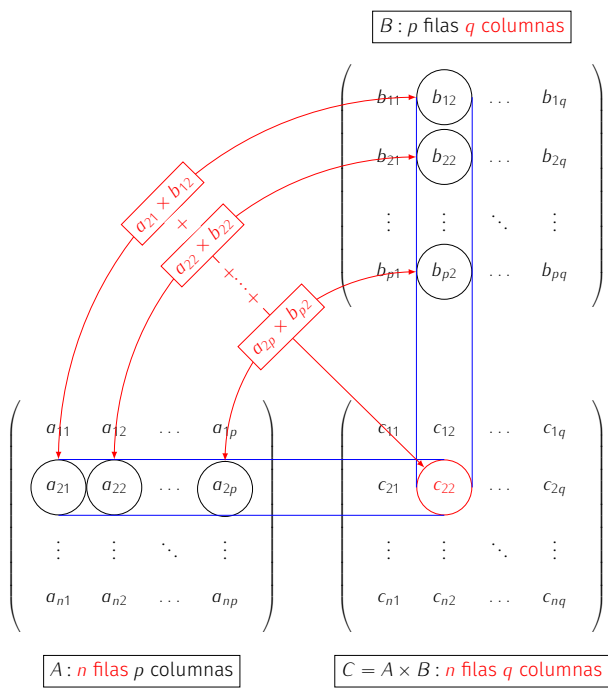 B : p filas q columnas
b₁₁ b₁₂ … b₁q
b₂₁ b₂₂ … b₂q
⋮ ⋮ ⋱ ⋮
bₚ₁ bₚ₂ … bₚq
a₂₁ × b₁₂
+
a₂₂ × b₂₂
+ ⋯ +
a₂ₚ × bₚ₂
a₁₁ a₁₂ … a₁ₚ
a₂₁ a₂₂ … a₂ₚ
⋮ ⋮ ⋱ ⋮
aₙ₁ aₙ₂ … aₙₚ
c₁₁ c₁₂ … c₁q
c₂₁ c₂₂ … c₂q
⋮ ⋮ ⋱ ⋮
cₙ₁ cₙ₂ … cₙq
A : n filas p columnas
C = A × B : n filas q columnas